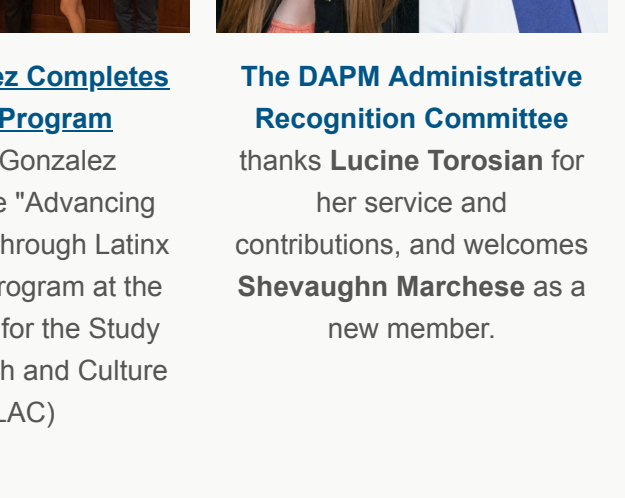 ez Completes
Program
Gonzalez
e "Advancing
hrough Latinx
rogram at the
for the Study
h and Culture
LAC)
The DAPM Administrative
Recognition Committee
thanks Lucine Torosian for
her service and
contributions, and welcomes
Shevaughn Marchese as a
new member.